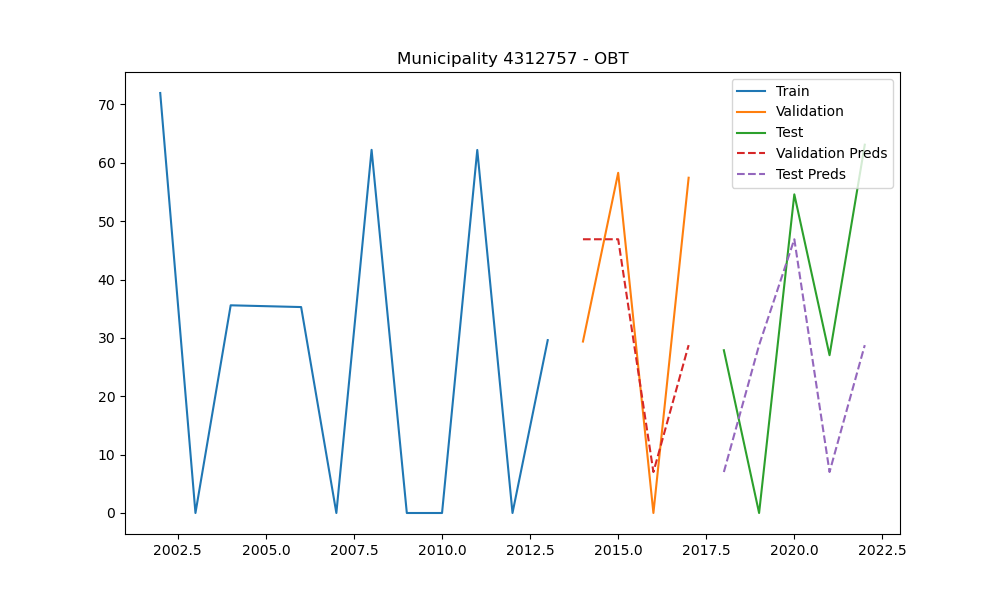 Municipality 4312757 - OBT
Train
Validation
Test
Validation Preds
Test Preds
70
60
50
40
30
20
10
0
2002.5 2005.0 2007.5 2010.0 2012.5 2015.0 2017.5 2020.0 2022.5